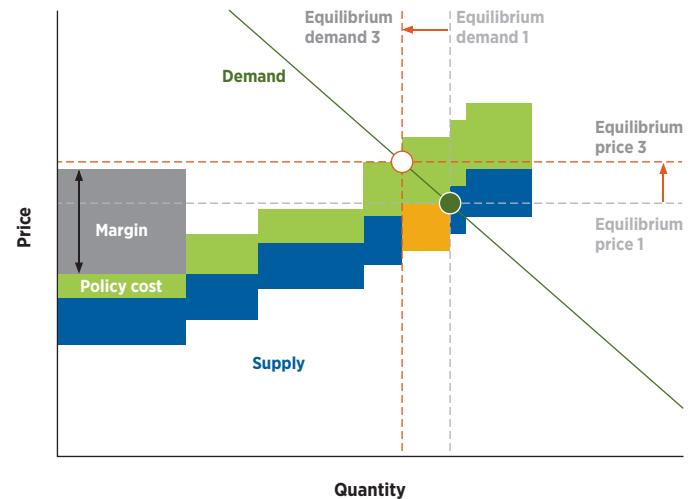 Equilibrium
demand 3
Equilibrium
demand 1
Demand
Equilibrium
price 3
Margin
Equilibrium
price 1
Policy cost
Supply
Price
Quantity